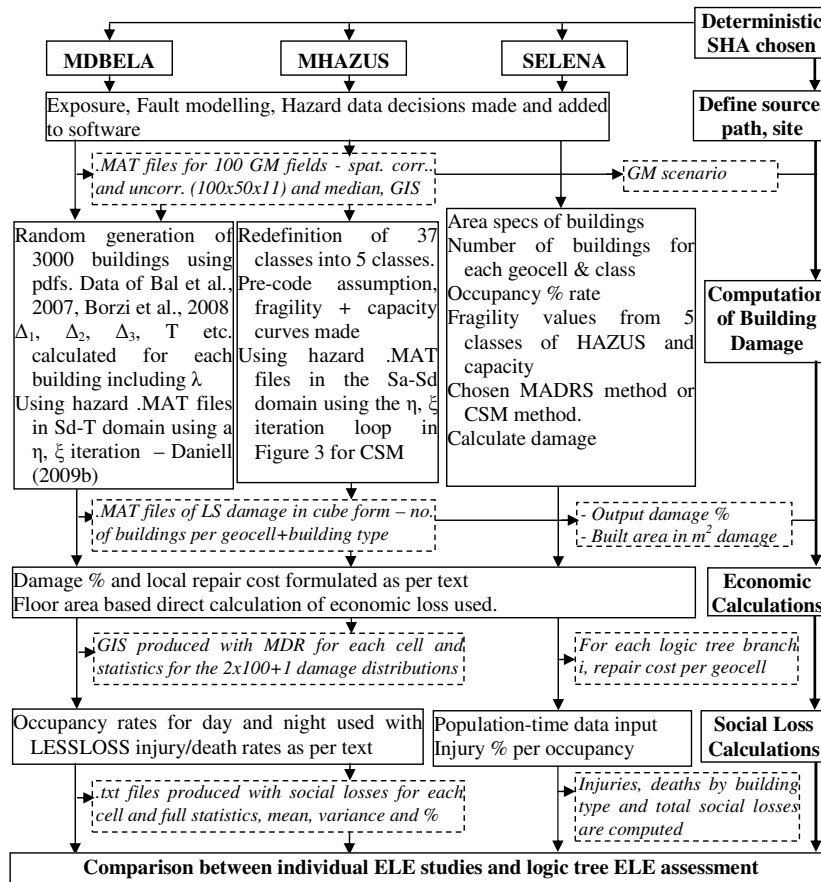 Deterministic
SHA chosen
MDBELA
MHAZUS
SELENA
Exposure, Fault modelling, Hazard data decisions made and added
to software
Define source,
path, site
.MAT files for 100 GM fields - spat. corr..
and uncorr. (100x50x11) and median, GIS
GM scenario
Random generation of
3000 buildings using
pdfs. Data of Bal et al.,
2007, Borzi et al., 2008
Δ1, Δ2, Δ3, T etc.
calculated for each
building including λ
Using hazard .MAT files
in Sd-T domain using a
η, ξ iteration – Daniell
(2009b)
Redefinition of 37
classes into 5 classes.
Pre-code assumption,
fragility + capacity
curves made
Using hazard .MAT
files in the Sa-Sd
domain using the η, ξ
iteration loop in
Figure 3 for CSM
Area specs of buildings
Number of buildings for
each geocell & class
Occupancy % rate
Fragility values from 5
classes of HAZUS and
capacity
Chosen MADRS method or
CSM method.
Calculate damage
Computation
of Building
Damage
.MAT files of LS damage in cube form – no.
of buildings per geocell+building type
- Output damage %
- Built area in m2 damage
Damage % and local repair cost formulated as per text
Floor area based direct calculation of economic loss used.
Economic
Calculations
GIS produced with MDR for each cell and
statistics for the 2x100+1 damage distributions
For each logic tree branch
i, repair cost per geocell
Occupancy rates for day and night used with
LESSLOSS injury/death rates as per text
Population-time data input
Injury % per occupancy
Social Loss
Calculations
.txt files produced with social losses for each
cell and full statistics, mean, variance and %
Injuries, deaths by building
type and total social losses
are computed
Comparison between individual ELE studies and logic tree ELE assessment